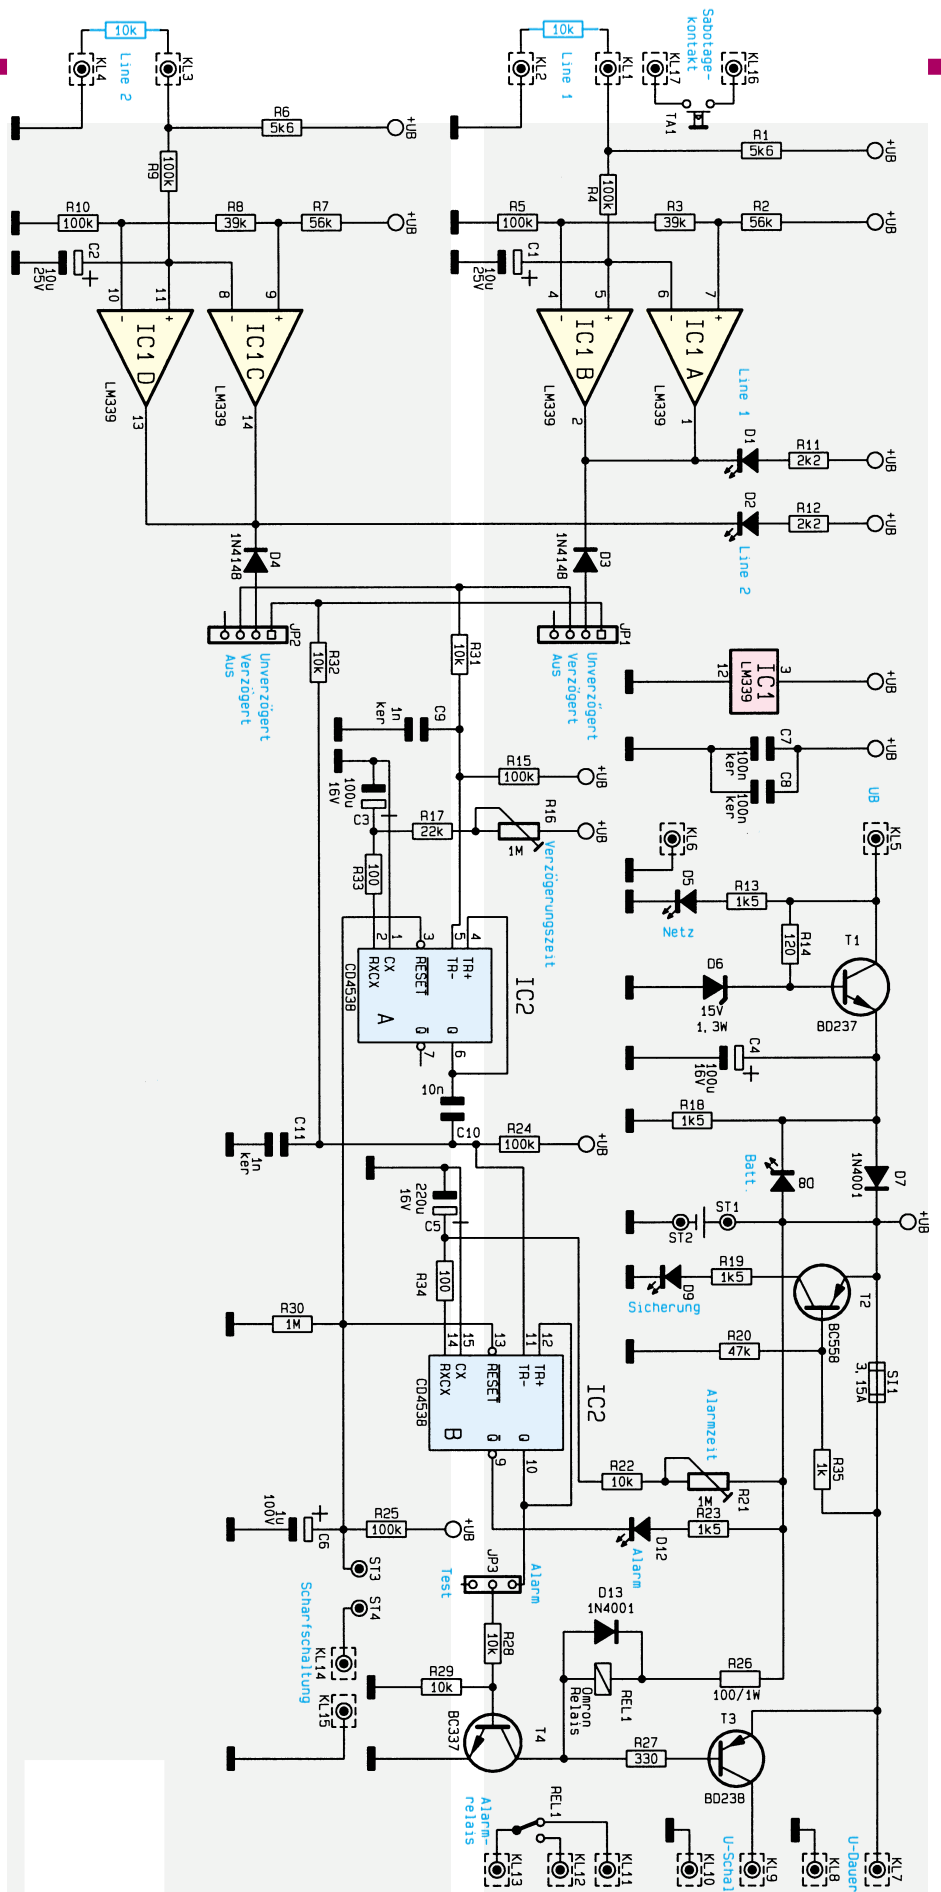 10k
KL4
KL3
Line 2
10k
KL2
KL1
Line 1
KL17
KL16
Sabotage-
kontakt
TA1
R6
5k6
+UB
R1
5k6
+UB
100k
R9
100k
R4
R10
100k
R8
39k
R7
56k
+UB
R5
100k
R3
39k
R2
56k
+UB
C2
10u
25V
+
C1
10u
25V
+
10
11
8
9
4
5
6
7
-
+
-
+
-
+
-
+
IC1 D
IC1 C
IC1 B
IC1 A
LM339
LM339
LM339
LM339
13
14
2
1
Line 1
D1
R11
2k2
+UB
D2
R12
2k2
+UB
Line 2
D4
1N4148
D3
1N4148
JP2
JP1
Unverzögert
Verzögert
Aus
Unverzögert
Verzögert
Aus
R32
10k
R31
10k
12
IC1
LM339
3
+UB
C9
1n
ker
R15
100k
+UB
C7
100n
ker
C8
100n
ker
+UB
UB
100u
16V
C3
+
R17
22k
R16
1M
+UB
Verzögerungszeit
KL6
KL5
R33
100
D5
R13
1k5
Netz
R14
120
T1
BD237
2
1
3
5
4
RXCX
CX
RESET
TR-
TR+
CD4538
A
IC2
Q
Q
7
6
D6
15V
1,3W
C4
100u
16V
+
10n
C10
R18
1k5
C11
1n
ker
R24
100k
+UB
Batt.
D8
D7
1N4001
220u
16V
C5
+
ST2
ST1
+UB
R34
100
R19
1k5
D9
Sicherung
T2
BC558
R30
1M
R20
47k
SI1
3,15A
14
15
13
11
12
RXCX
CX
RESET
TR-
TR+
CD4538
B
IC2
Q
Q
9
10
Alarmzeit
R22
10k
R21
1M
R35
1k
R23
1k5
D12
Alarm
1u
100V
C6
+
R25
100k
+UB
ST3
ST4
Scharfschaltung
JP3
Test
Alarm
R28
10k
D13
1N4001
REL1
Omron
Relais
KL14
KL15
R29
10k
R26
100/1W
BC337
T4
R27
330
T3
BD238
Alarm-
relais
REL1
KL13
KL12
KL11
KL10
KL9
U-Schal
KL8
KL7
U-Dauer